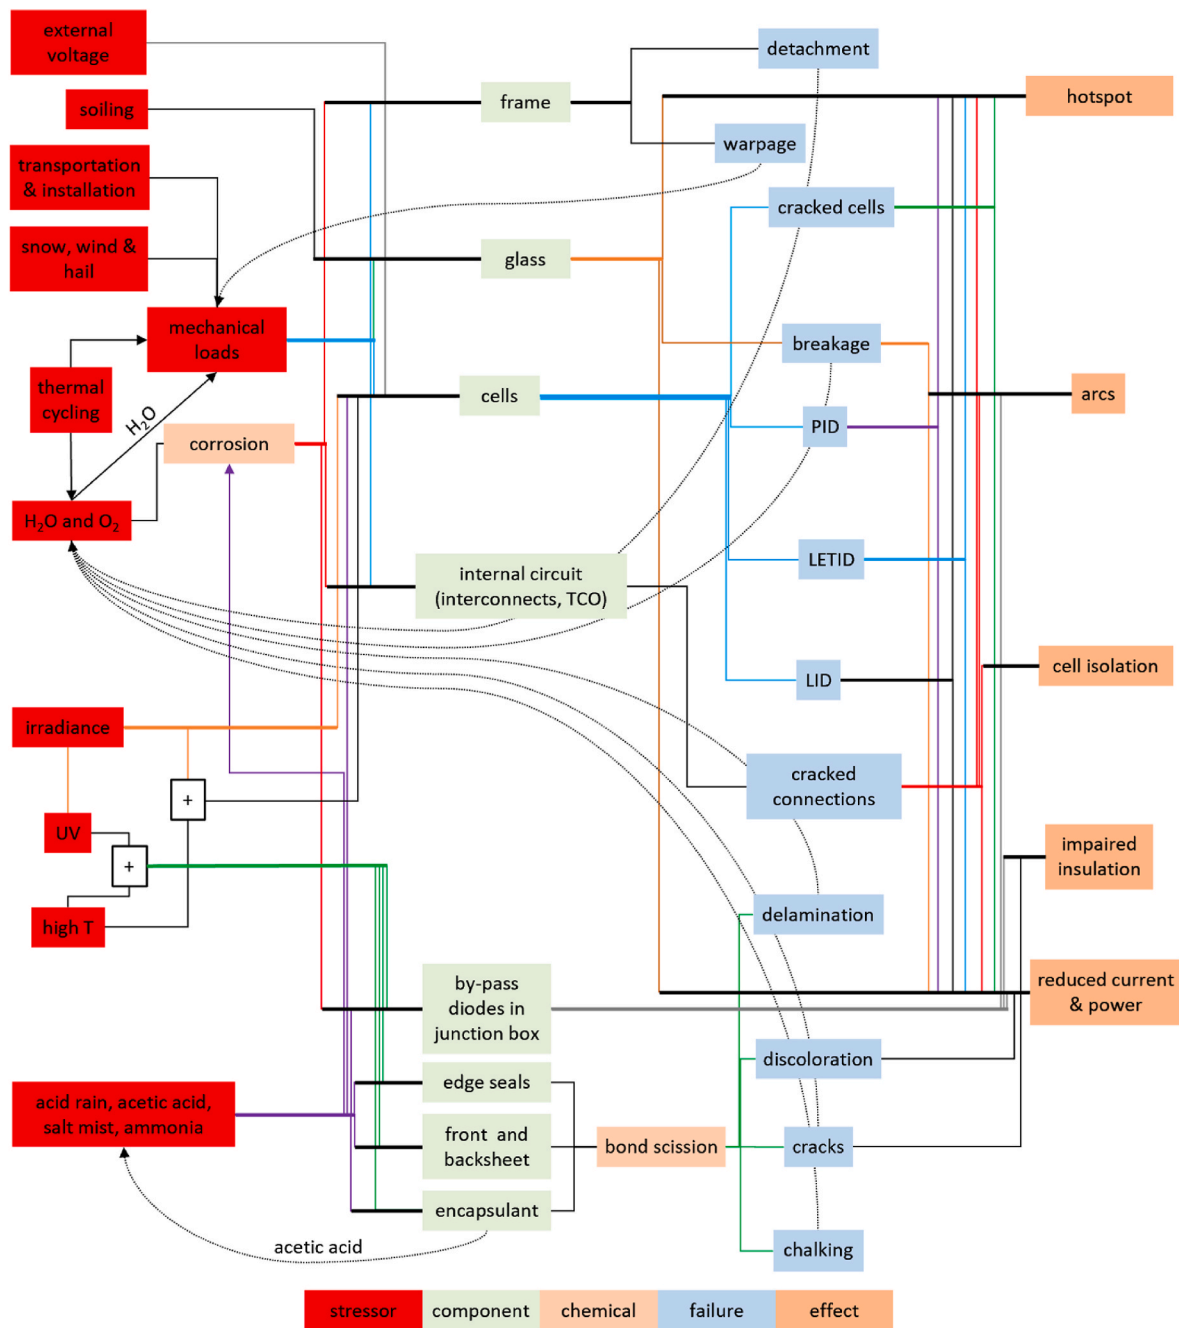 external
voltage
soiling
transportation
& installation
snow, wind &
hail
mechanical
loads
thermal
cycling
H₂O
corrosion
H₂O and O₂
irradiance
+
UV
+
high T
acid rain, acetic acid,
salt mist, ammonia
acetic acid
frame
glass
cells
internal circuit
(interconnects, TCO)
by-pass
diodes in
junction box
edge seals
front and
backsheet
encapsulant
bond scission
detachment
warpage
cracked cells
breakage
PID
LETID
LID
cracked
connections
delamination
discoloration
cracks
chalking
hotspot
arcs
cell isolation
impaired
insulation
reduced current
& power
stressor
component
chemical
failure
effect